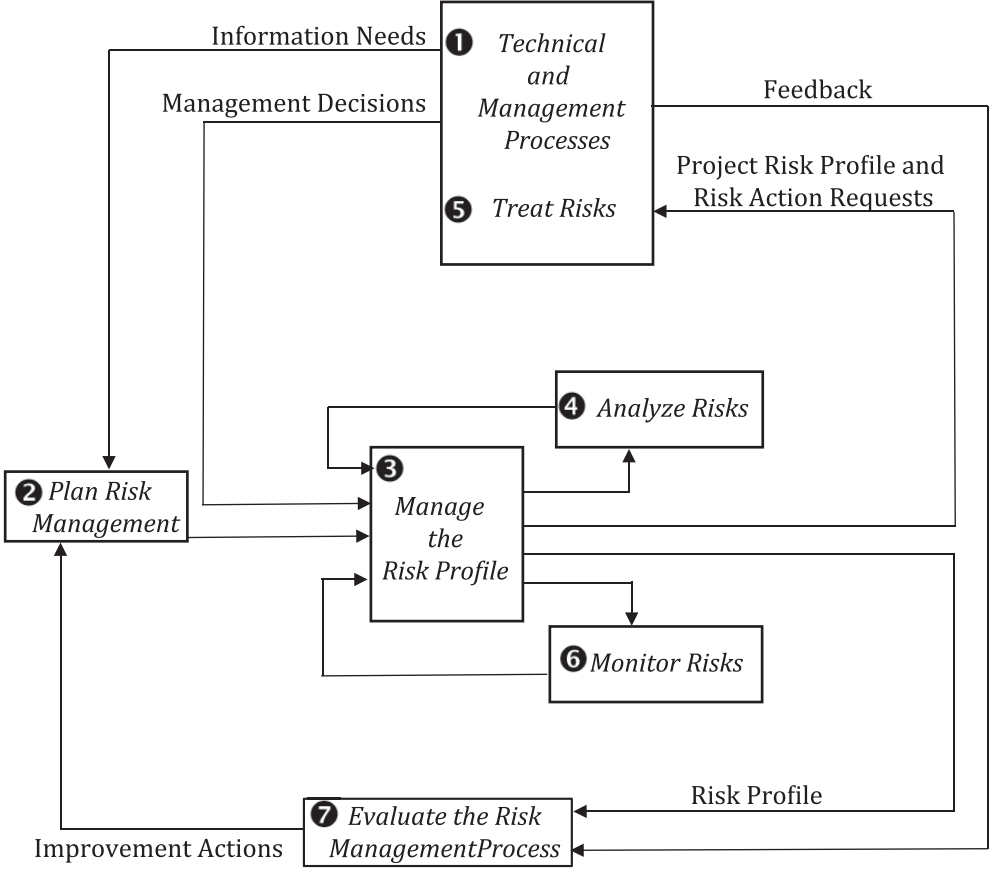 Information Needs
Management Decisions
❶ Technical
and
Management
Processes
❺ Treat Risks
Feedback
Project Risk Profile and
Risk Action Requests
❹ Analyze Risks
❸
Manage
the
Risk Profile
❷ Plan Risk
Management
❻ Monitor Risks
Risk Profile
❼ Evaluate the Risk
ManagementProcess
Improvement Actions